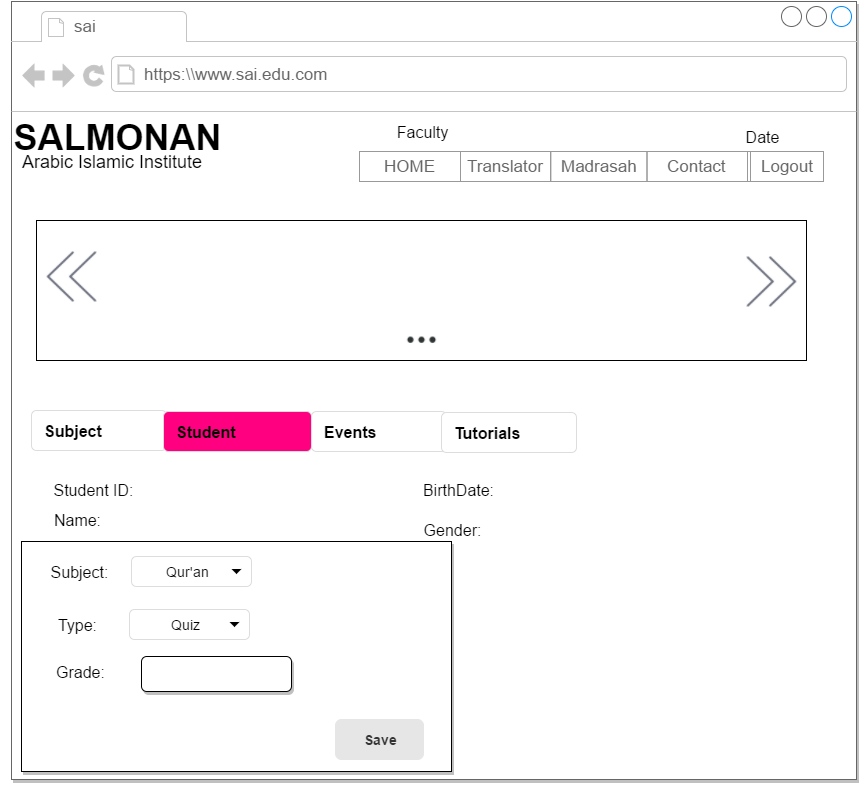 sai
https:\\www.sai.edu.com
SALMONAN
Arabic Islamic Institute
Faculty
Date
HOME Translator Madrasah Contact Logout
Subject Student Events Tutorials
Student ID: BirthDate:
Name:
Gender:
Subject: Qur'an
Type: Quiz
Grade:
Save